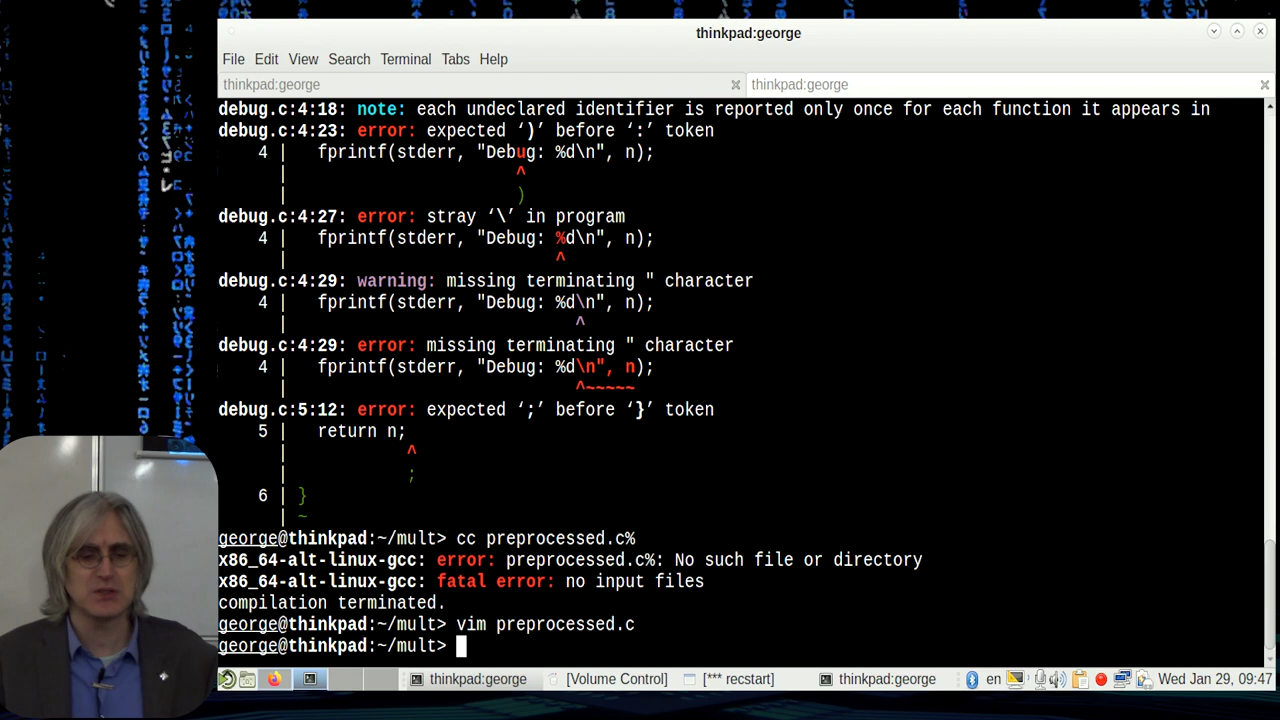 thinkpad:george
File Edit View Search Terminal Tabs Help
thinkpad:george thinkpad:george
debug.c:4:18: note: each undeclared identifier is reported only once for each function it appears in
debug.c:4:23: error: expected ‘)’ before ‘:’ token
4 | fprintf(stderr, "Debug: %d\n", n);
| ^
| )
debug.c:4:27: error: stray ‘\’ in program
4 | fprintf(stderr, "Debug: %d\n", n);
| ^
debug.c:4:29: warning: missing terminating " character
4 | fprintf(stderr, "Debug: %d\n", n);
| ^
debug.c:4:29: error: missing terminating " character
4 | fprintf(stderr, "Debug: %d\n", n);
| ^~~~~~
debug.c:5:12: error: expected ‘;’ before ‘}’ token
5 | return n;
| ^
| ;
6 | }
| ~
george@thinkpad:~/mult> cc preprocessed.c%
x86_64-alt-linux-gcc: error: preprocessed.c%: No such file or directory
x86_64-alt-linux-gcc: fatal error: no input files
compilation terminated.
george@thinkpad:~/mult> vim preprocessed.c
george@thinkpad:~/mult>
thinkpad:george [Volume Control] [*** recstart] thinkpad:george en Wed Jan 29, 09:47